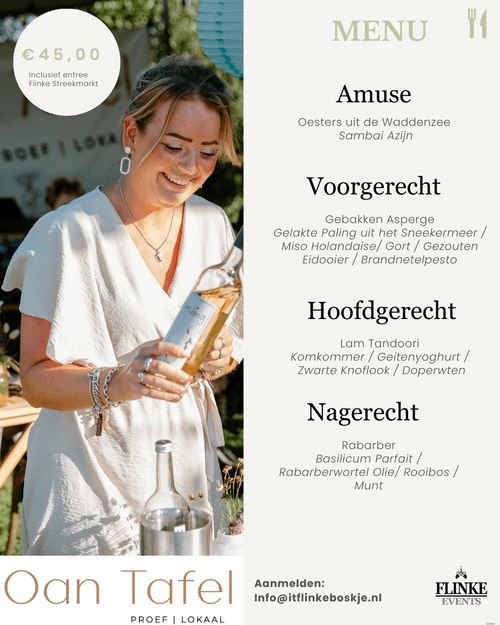 €45,00
Inclusief entree
Flinke Streekmarkt
MENU
Amuse
Oesters uit de Waddenzee
Sambai Azijn
Voorgerecht
Gebakken Asperge
Gelakte Paling uit het Sneekermeer /
Miso Holandaise/ Gort / Gezouten
Eidooier / Brandnetelpesto
Hoofdgerecht
Lam Tandoori
Komkommer / Geitenyoghurt /
Zwarte Knoflook / Doperwten
Nagerecht
Rabarber
Basilicum Parfait /
Rabarberwortel Olie/ Rooibos /
Munt
Oan Tafel
PROEF | LOKAAL
Aanmelden:
Info@itflinkeboskje.nl
FLINKE
EVENTS